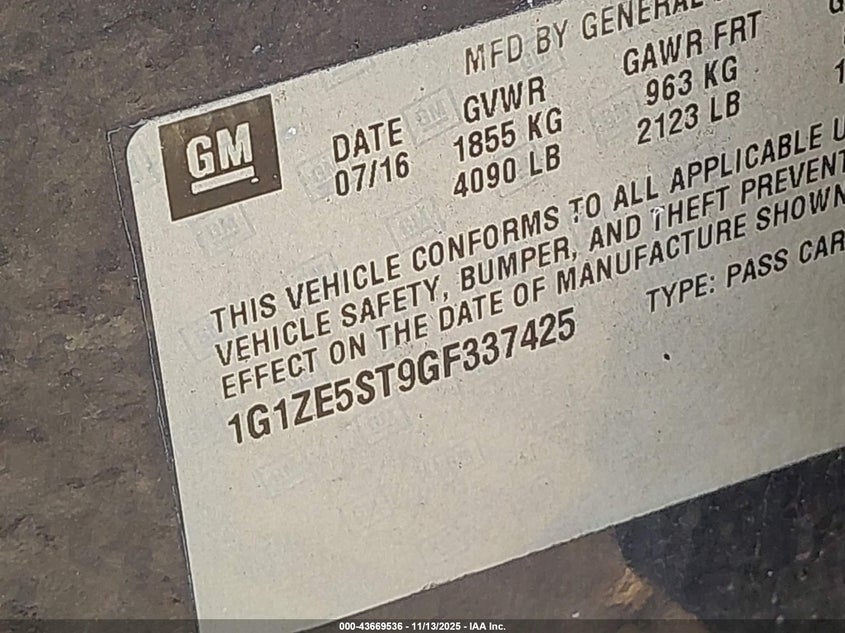 MFD BY GENERAL
GM
DATE GVWR GAWR FRT G
07/16 1855 KG 963 KG
4090 LB 2123 LB 1
THIS VEHICLE CONFORMS TO ALL APPLICABLE U
VEHICLE SAFETY, BUMPER, AND THEFT PREVENT
EFFECT ON THE DATE OF MANUFACTURE SHOWN
1G1ZE5ST9GF337425 TYPE: PASS CAR
000-43669536 - 11/13/2025 - IAA Inc.